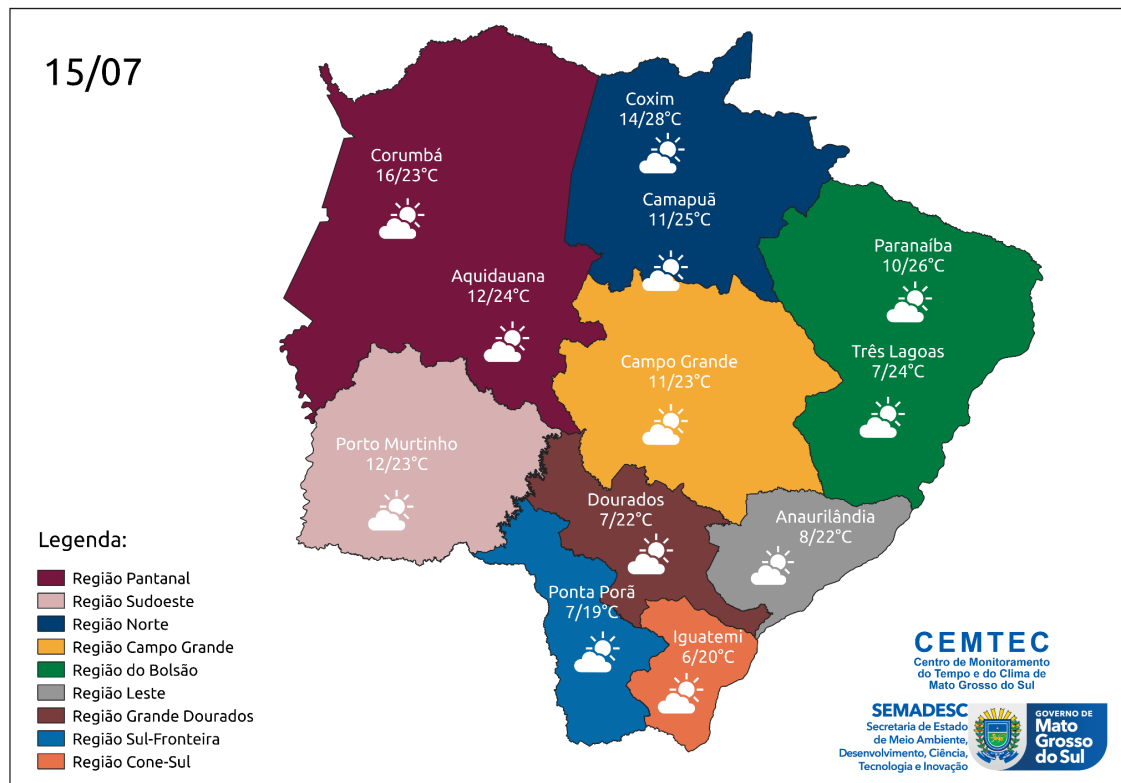 15/07
Coxim
14/28°C
Corumbá
16/23°C
Camapuã
11/25°C
Paranaíba
10/26°C
Aquidauana
12/24°C
Três Lagoas
7/24°C
Campo Grande
11/23°C
Porto Murtinho
12/23°C
Dourados
7/22°C
Anaurilândia
8/22°C
Ponta Porã
7/19°C
Iguatemi
6/20°C
Legenda:
Região Pantanal
Região Sudoeste
Região Norte
Região Campo Grande
Região do Bolsão
Região Leste
Região Grande Dourados
Região Sul-Fronteira
Região Cone-Sul
CEMTEC
Centro de Monitoramento
do Tempo e do Clima de
Mato Grosso do Sul
SEMADESC
Secretaria de Estado
de Meio Ambiente,
Desenvolvimento, Ciência,
Tecnologia e Inovação
GOVERNO DE
Mato
Grosso
do Sul